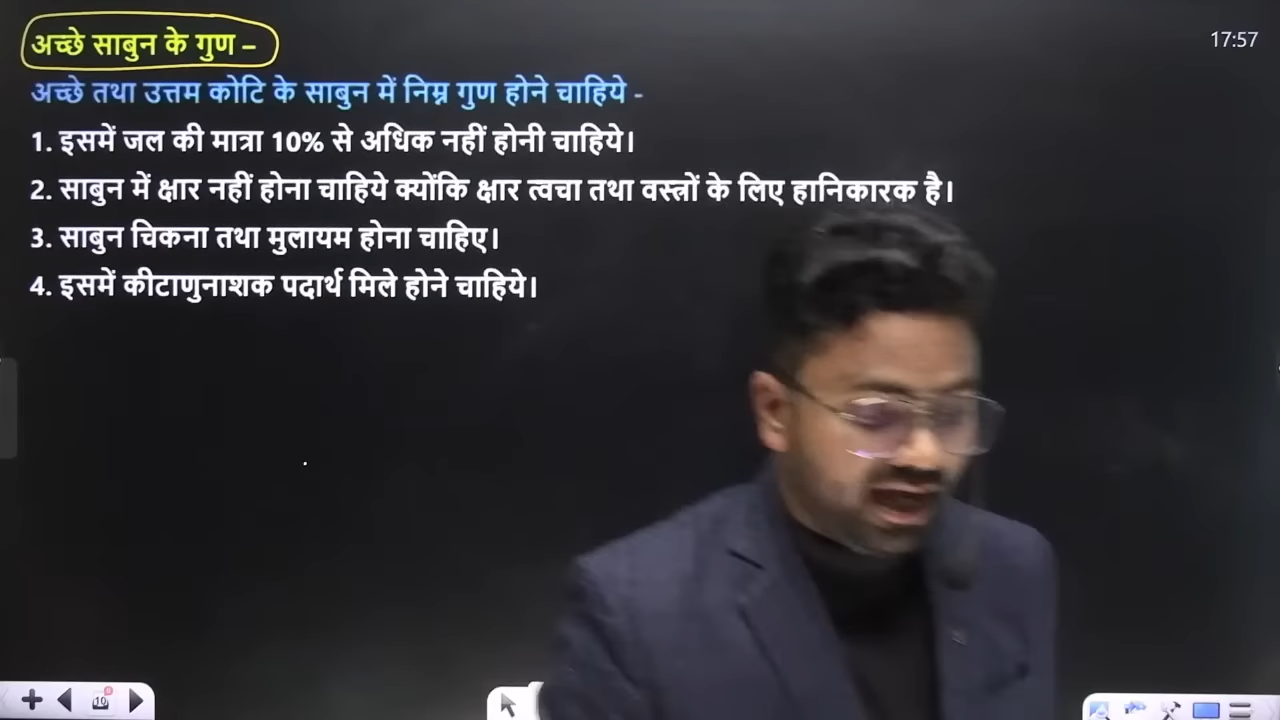 अच्छे साबुन के गुण –
17:57
अच्छे तथा उत्तम कोटि के साबुन में निम्न गुण होने चाहिये -
1. इसमें जल की मात्रा 10% से अधिक नहीं होनी चाहिये।
2. साबुन में क्षार नहीं होना चाहिये क्योंकि क्षार त्वचा तथा वस्त्रों के लिए हानिकारक है।
3. साबुन चिकना तथा मुलायम होना चाहिए।
4. इसमें कीटाणुनाशक पदार्थ मिले होने चाहिये।
10